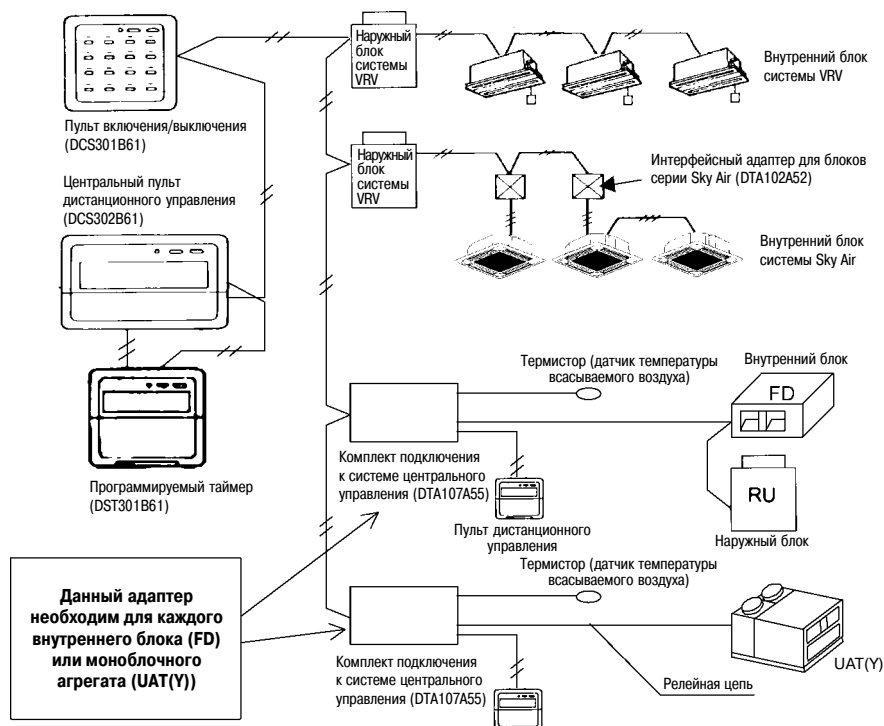 Пульт включения/выключения
(DCS301B61)
Центральный пульт
дистанционного управления
(DCS302B61)
Программируемый таймер
(DST301B61)
Данный адаптер
необходим для каждого
внутреннего блока (FD)
или моноблочного
агрегата (UAT(Y))
Наружный
блок
системы
VRV
Внутренний блок
системы VRV
Наружный
блок
системы
VRV
Интерфейсный адаптер для блоков
серии Sky Air (DTA102A52)
Внутренний блок
системы Sky Air
Термистор (датчик температуры
всасываемого воздуха)
Внутренний блок
FD
Комплект подключения
к системе центрального
управления (DTA107A55)
Пульт дистанционного
управления
RU
Наружный блок
Термистор (датчик температуры
всасываемого воздуха)
Комплект подключения
к системе центрального
управления (DTA107A55)
Релейная цепь
UAT(Y)